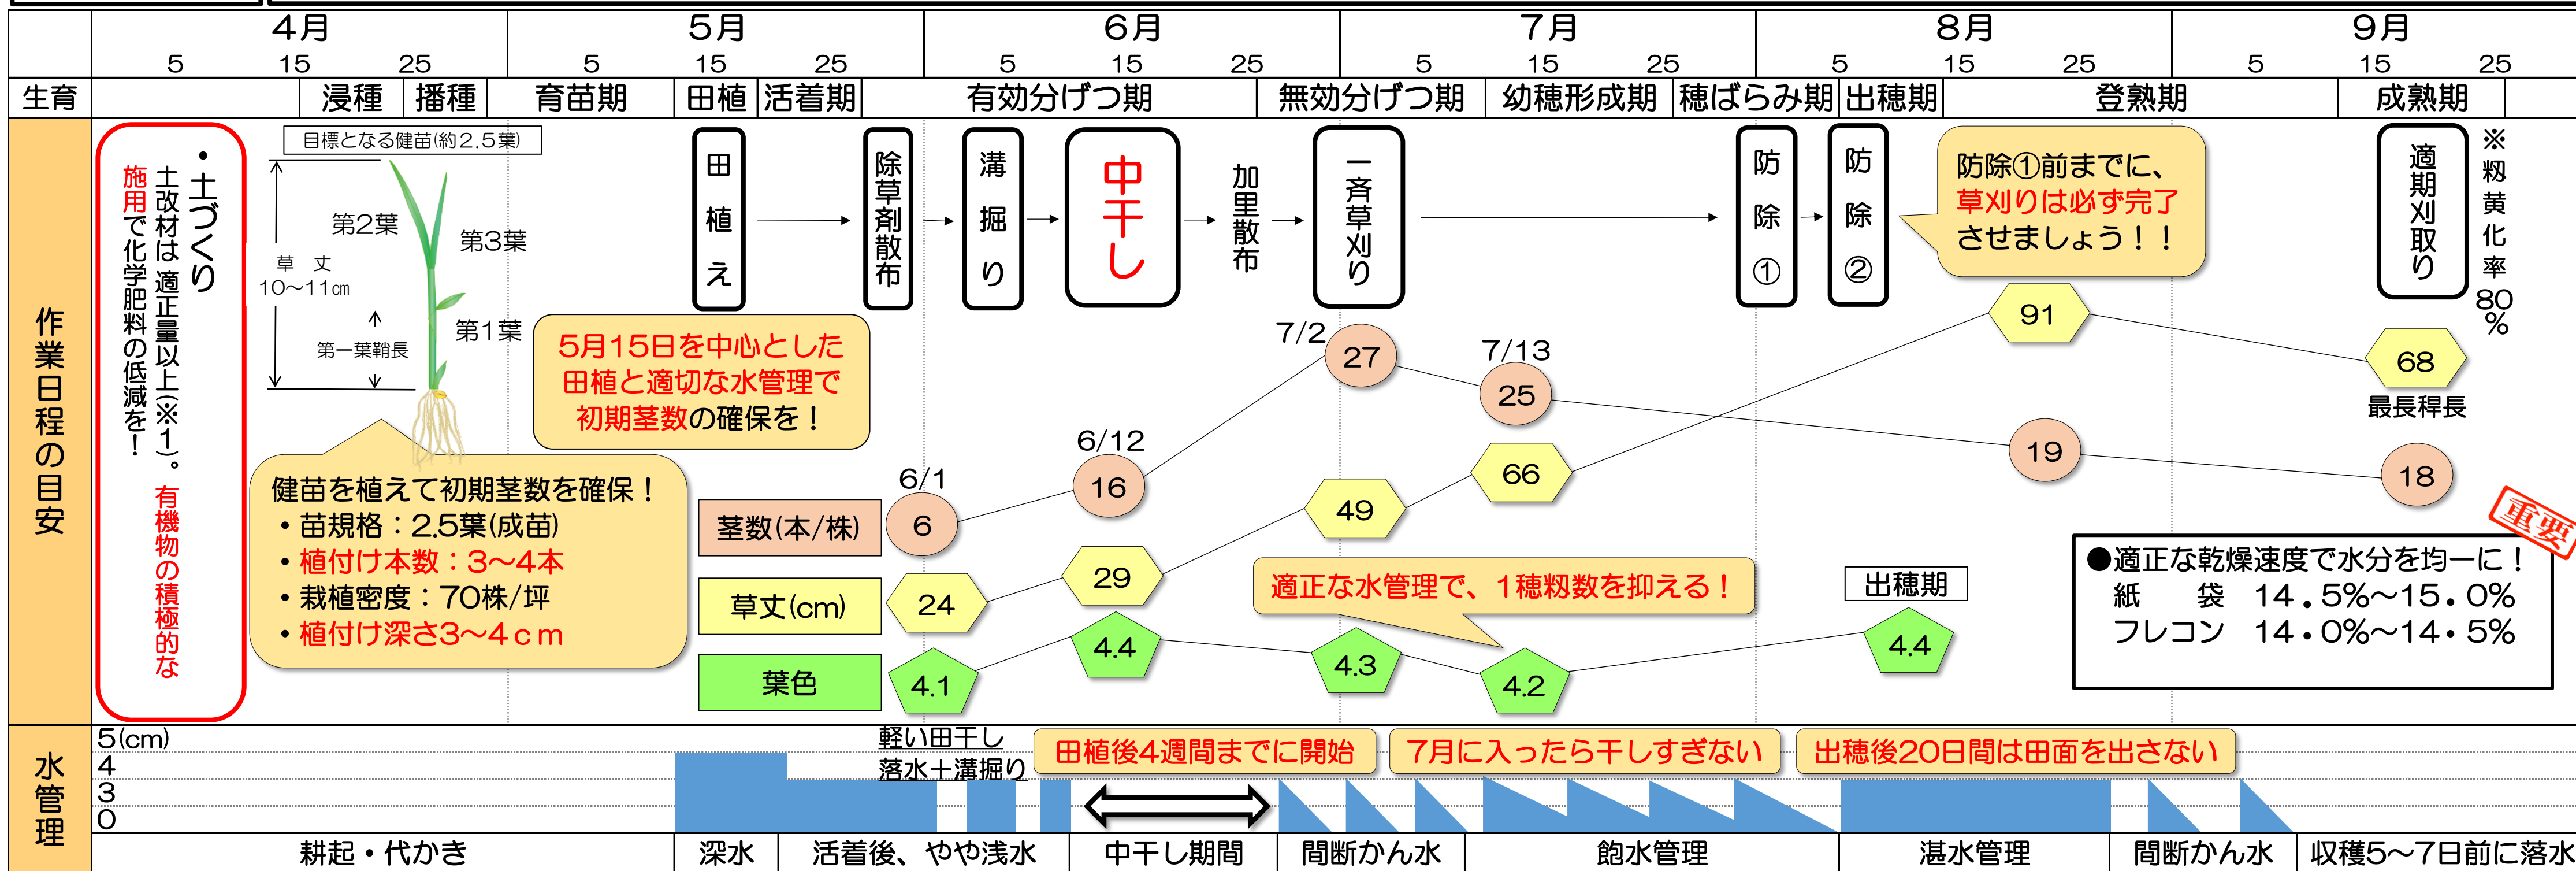 4月
5月
6月
7月
8月
9月
5 15 25 5 15 25 5 15 25 5 15 25 5 15 25 5 15 25
生育
浸種
播種
育苗期
田植
活着期
有効分げつ期
無効分げつ期
幼穂形成期
穂ばらみ期
出穂期
登熟期
成熟期
作業日程の目安
・土づくり
土改材は 適正量以上(※1)。有機物の積極的な
施用で化学肥料の低減を！
目標となる健苗(約2.5葉)
第2葉
第3葉
草 丈
10〜11㎝
第1葉
第一葉鞘長
健苗を植えて初期茎数を確保！
・苗規格：2.5葉(成苗)
・植付け本数：3〜4本
・栽植密度：70株/坪
・植付け深さ3〜4ｃｍ
5月15日を中心とした
田植と適切な水管理で
初期茎数の確保を！
田植え
除草剤散布
溝掘り
中干し
加里散布
一斉草刈り
防除①
防除②
防除①前までに、
草刈りは必ず完了
させましょう！！
適期刈取り
※籾黄化率80%
茎数(本/株)
6/1
6
6/12
16
7/2
27
7/13
25
19
18
草丈(cm)
24
29
49
66
91
68
最長稈長
葉色
4.1
4.4
4.3
4.2
4.4
出穂期
適正な水管理で、1穂籾数を抑える！
重要
●適正な乾燥速度で水分を均一に！
紙 袋 14．5%〜15．0%
フレコン 14・0%〜14・5%
水管理
5(cm)
4
3
0
軽い田干し
落水＋溝掘り
田植後4週間までに開始
7月に入ったら干しすぎない
出穂後20日間は田面を出さない
耕起・代かき
深水
活着後、やや浅水
中干し期間
間断かん水
飽水管理
湛水管理
間断かん水
収穫5〜7日前に落水